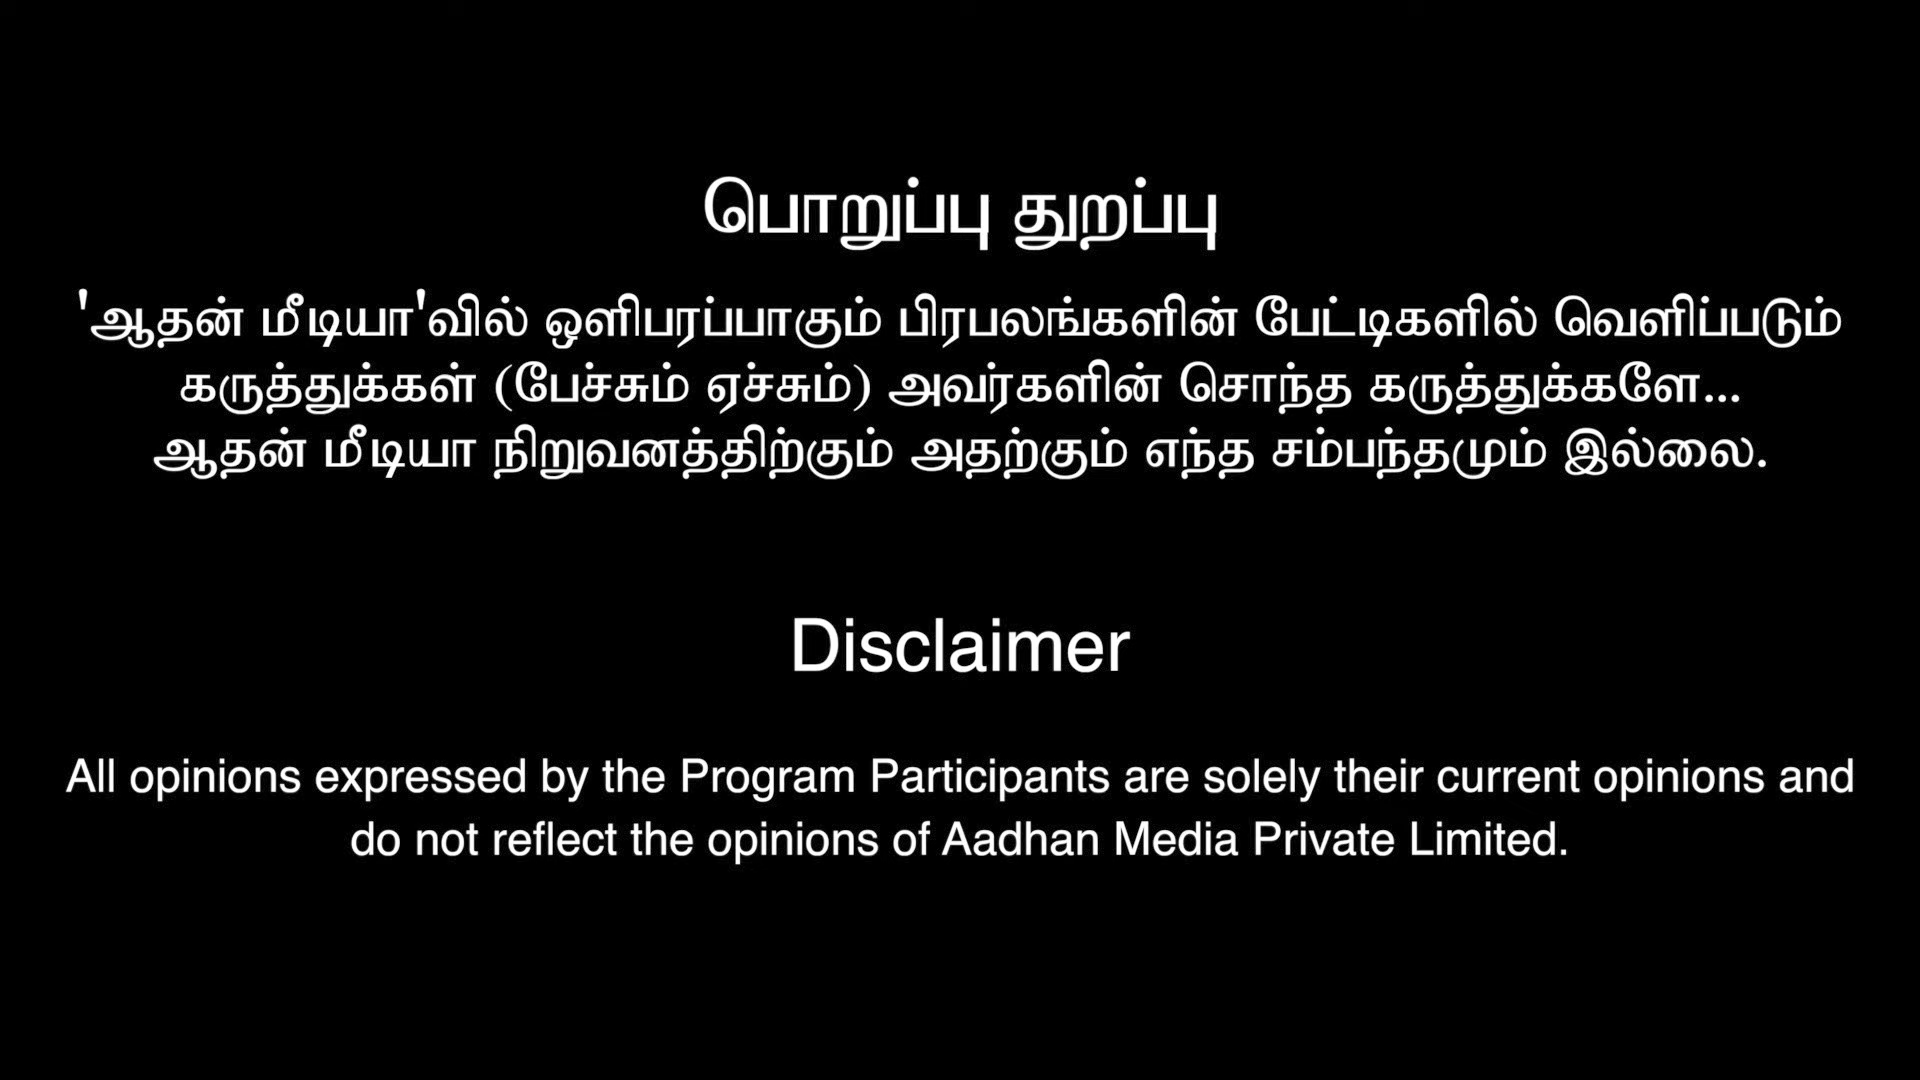 பொறுப்பு துறப்பு
'ஆதன் மீடியா'வில் ஒளிபரப்பாகும் பிரபலங்களின் பேட்டிகளில் வெளிப்படும்
கருத்துக்கள் (பேச்சும் ஏச்சும்) அவர்களின் சொந்த கருத்துக்களே...
ஆதன் மீடியா நிறுவனத்திற்கும் அதற்கும் எந்த சம்பந்தமும் இல்லை.
Disclaimer
All opinions expressed by the Program Participants are solely their current opinions and
do not reflect the opinions of Aadhan Media Private Limited.